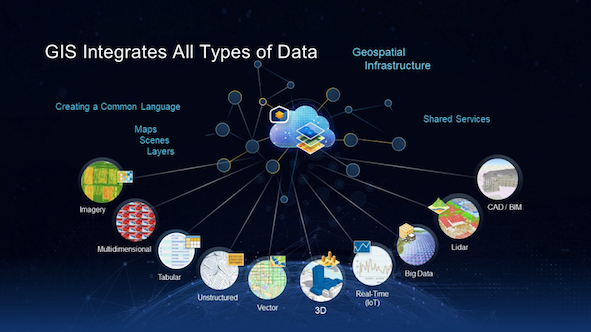 GIS Integrates All Types of Data
Geospatial
Infrastructure
Creating a Common Language
Maps
Scenes
Layers
Shared Services
Imagery
Multidimensional
Tabular
Unstructured
Vector
3D
Real-Time
(IoT)
Big Data
Lidar
CAD / BIM